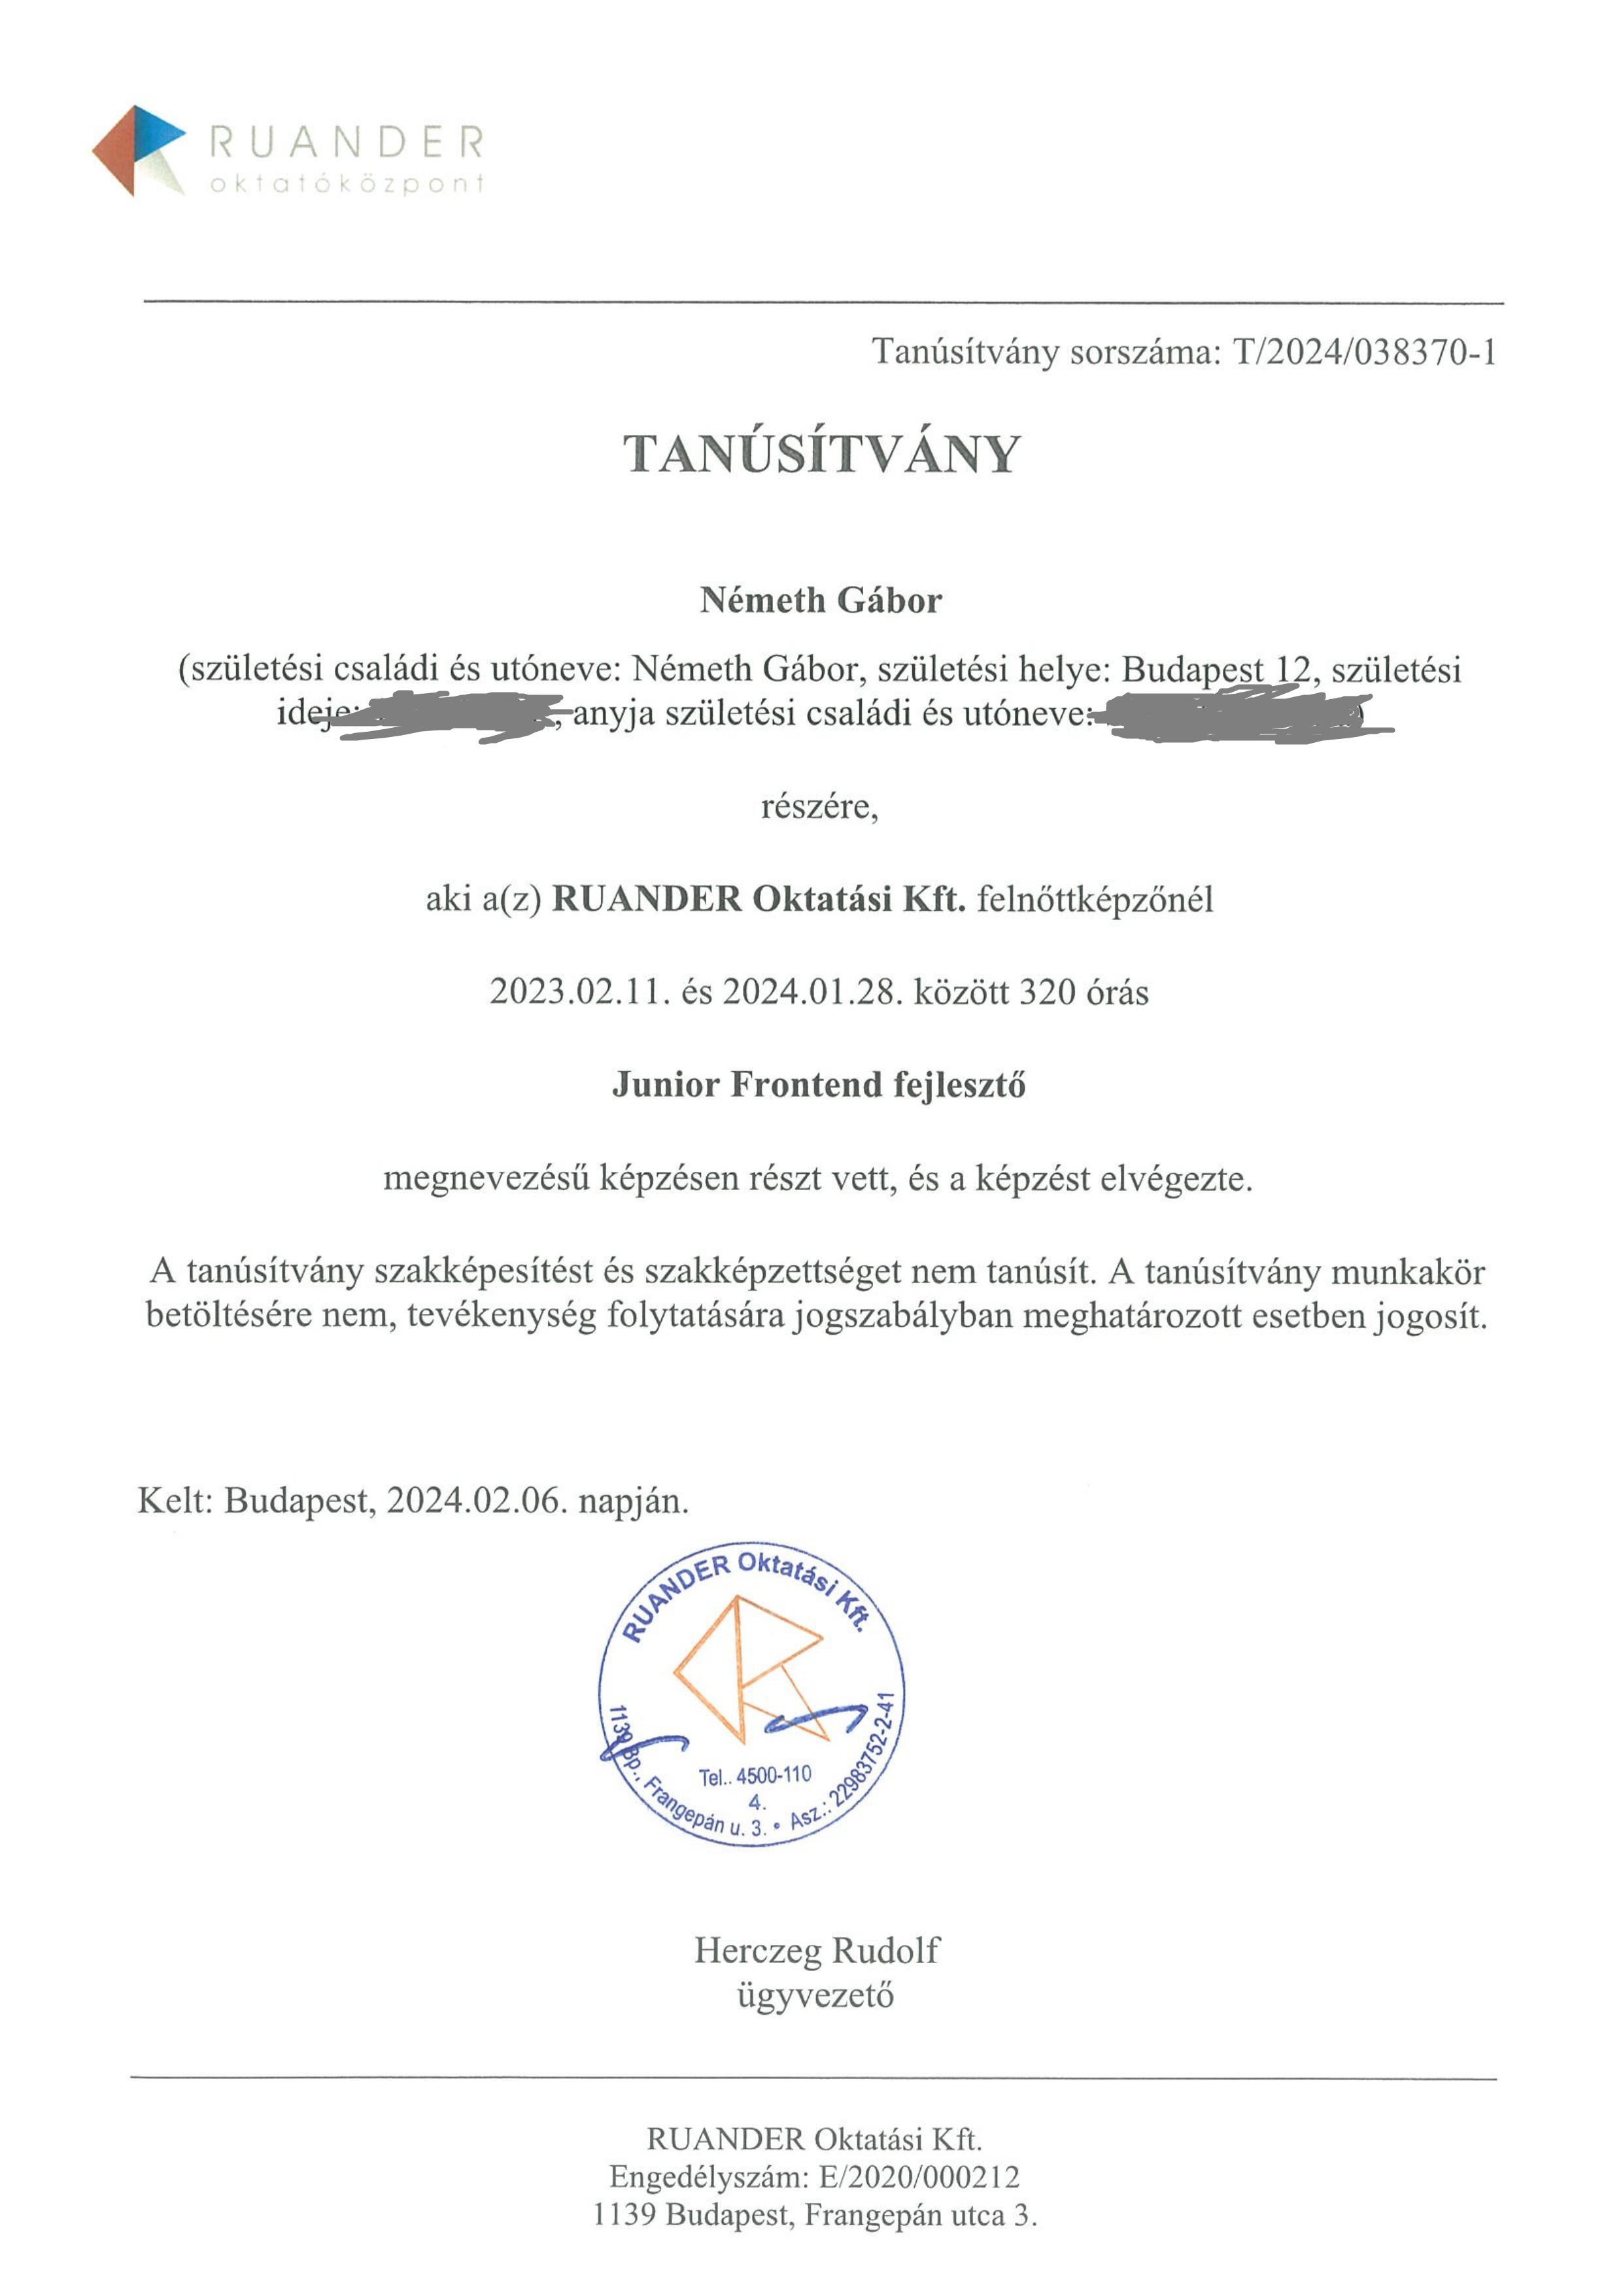 RUANDER
oktatóközpont
Tanúsítvány sorszáma: T/2024/038370-1
TANÚSÍTVÁNY
Németh Gábor
(születési családi és utóneve: Németh Gábor, születési helye: Budapest 12, születési
ideje: , anyja születési családi és utóneve: )
részére,
aki a(z) RUANDER Oktatási Kft. felnőttképzőnél
2023.02.11. és 2024.01.28. között 320 órás
Junior Frontend fejlesztő
megnevezésű képzésen részt vett, és a képzést elvégezte.
A tanúsítvány szakképesítést és szakképzettséget nem tanúsít. A tanúsítvány munkakör
betöltésére nem, tevékenység folytatására jogszabályban meghatározott esetben jogosít.
Kelt: Budapest, 2024.02.06. napján.
RUANDER Oktatási Kft.
Tel.. 4500-110
4.
1139 Bp., Frangepán u. 3. • Asz.: 22983752-2-41
Herczeg Rudolf
ügyvezető
RUANDER Oktatási Kft.
Engedélyszám: E/2020/000212
1139 Budapest, Frangepán utca 3.